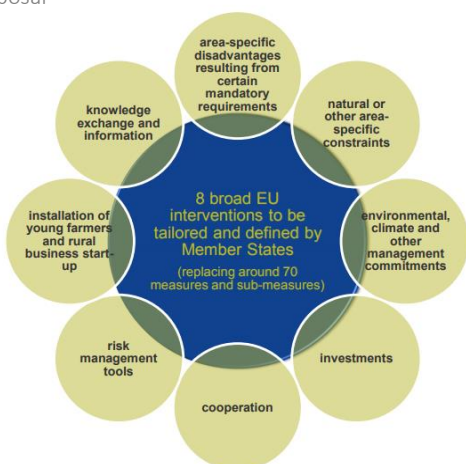 area-specific
disadvantages
resulting from
certain
mandatory
requirements
knowledge
exchange and
information
natural or
other area-
specific
constraints
8 broad EU
interventions to be
tailored and defined by
Member States
(replacing around 70
measures and sub-measures)
installation of
young farmers
and rural
business start-
up
environmental,
climate and
other
management
commitments
risk
management
tools
investments
cooperation